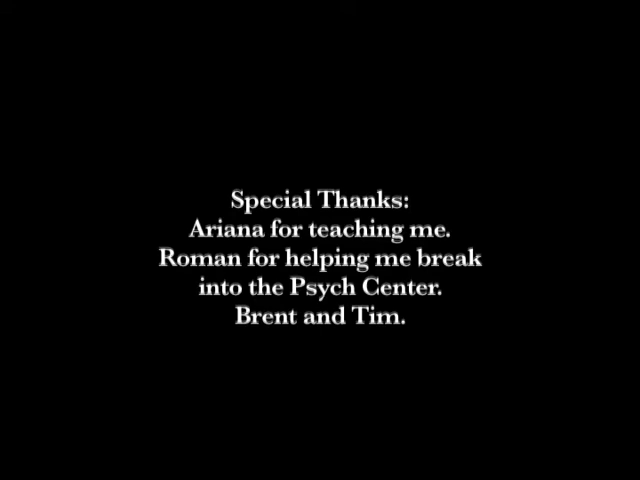 Special Thanks:
Ariana for teaching me.
Roman for helping me break
into the Psych Center.
Brent and Tim.